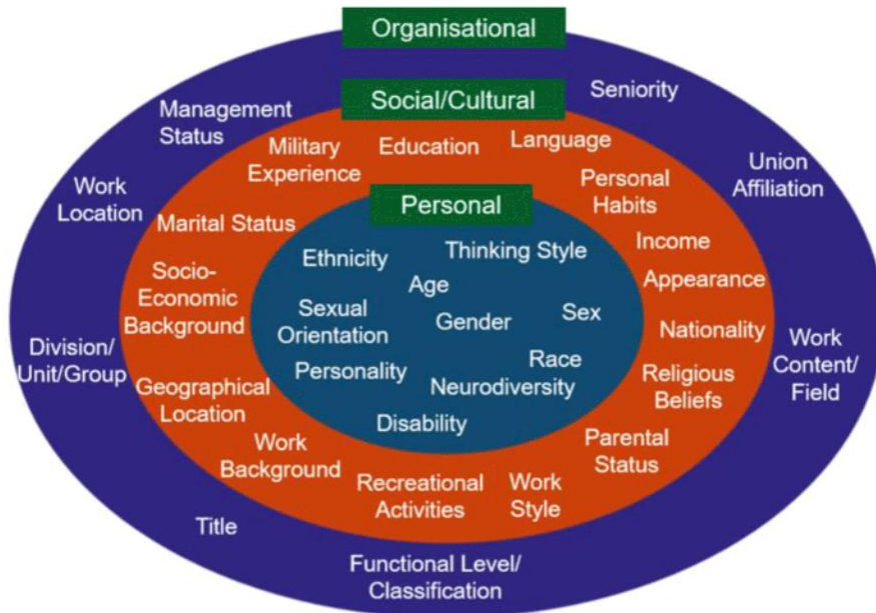 Organisational
Seniority
Management
Status
Union
Affiliation
Work
Location
Work
Content/
Field
Division/
Unit/Group
Title
Functional Level/
Classification
Social/Cultural
Military
Experience
Education
Language
Personal
Habits
Marital Status
Income
Socio-
Economic
Background
Appearance
Nationality
Geographical
Location
Religious
Beliefs
Work
Background
Parental
Status
Recreational
Activities
Work
Style
Personal
Ethnicity
Thinking Style
Age
Sexual
Orientation
Gender
Sex
Race
Personality
Neurodiversity
Disability